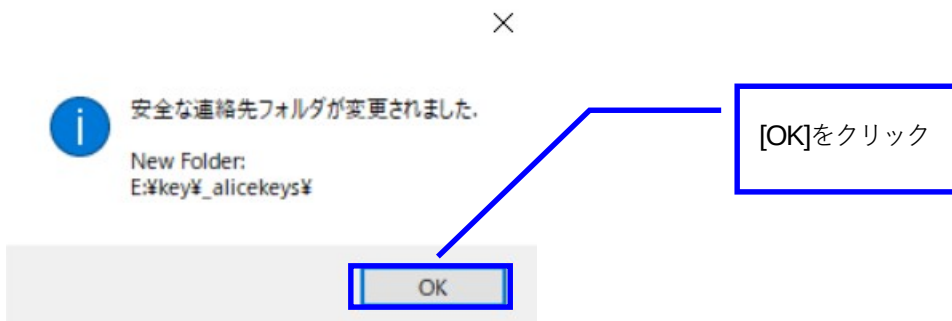 安全な連絡先フォルダが変更されました.
New Folder:
E:¥key¥_alicekeys¥
[OK]をクリック
OK